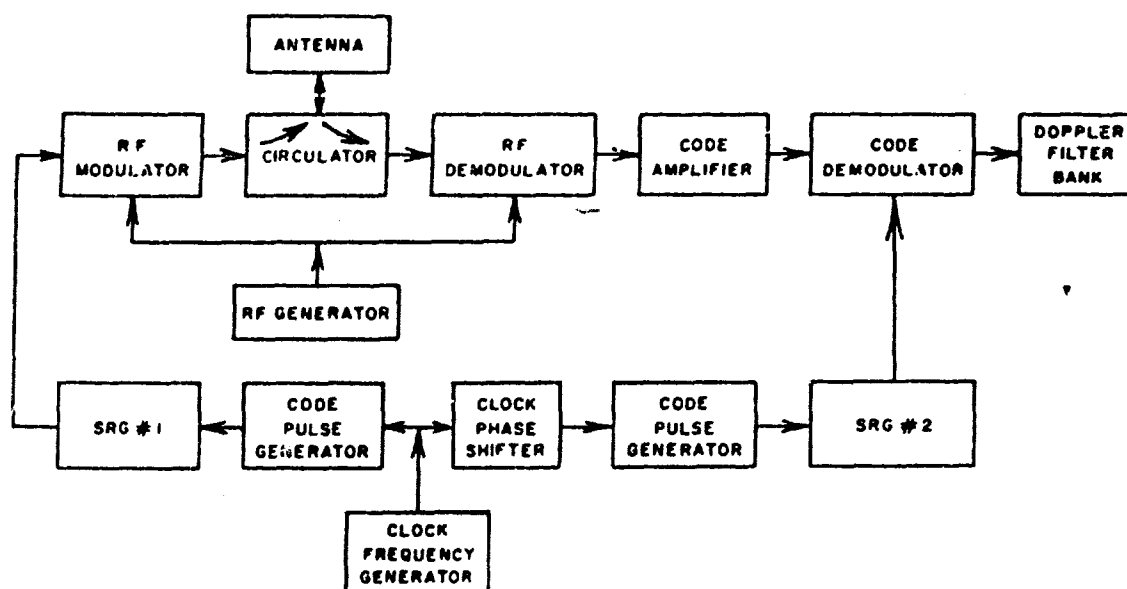 ANTENNA
RF
MODULATOR
CIRCULATOR
RF
DEMODULATOR
CODE
AMPLIFIER
CODE
DEMODULATOR
DOPPLER
FILTER
BANK
RF GENERATOR
SRG #1
CODE
PULSE
GENERATOR
CLOCK
PHASE
SHIFTER
CODE
PULSE
GENERATOR
SRG #2
CLOCK
FREQUENCY
GENERATOR